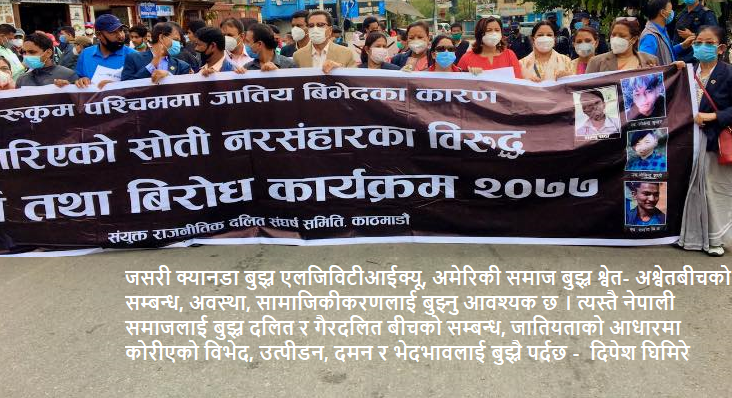 रुकुम पश्चिममा जातिय बिभेदका कारण
रिएको सोती नरसंहारका विरुद्ध
तथा बिरोध कार्यक्रम २०७७
संयुक्त राजनीतिक दलित संघर्ष समिति, काठमाडौ
जसरी क्यानडा बुझ्न एलजिविटीआईक्यू, अमेरिकी समाज बुझ्न श्वेत- अश्वेतबीचको
सम्बन्ध, अवस्था, सामाजिकीकरणलाई बुझ्नु आवश्यक छ । त्यस्तै नेपाली
समाजलाई बुझ्न दलित र गैरदलित बीचको सम्बन्ध, जातियताको आधारमा
कोरीएको विभेद, उत्पीडन, दमन र भेदभावलाई बुझ्नै पर्दछ - दिपेश घिमिरे